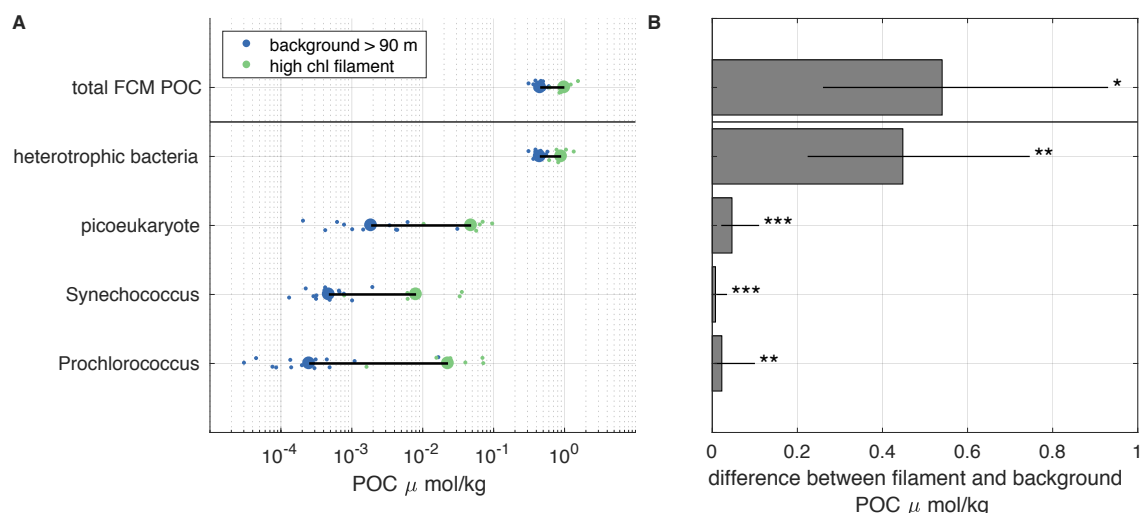 A
background > 90 m
high chl filament
total FCM POC
heterotrophic bacteria
picoeukaryote
Synechococcus
Prochlorococcus
10⁻⁴ 10⁻³ 10⁻² 10⁻¹ 10⁰
POC μ mol/kg
B
*
**
***
***
**
0 0.2 0.4 0.6 0.8 1
difference between filament and background
POC μ mol/kg